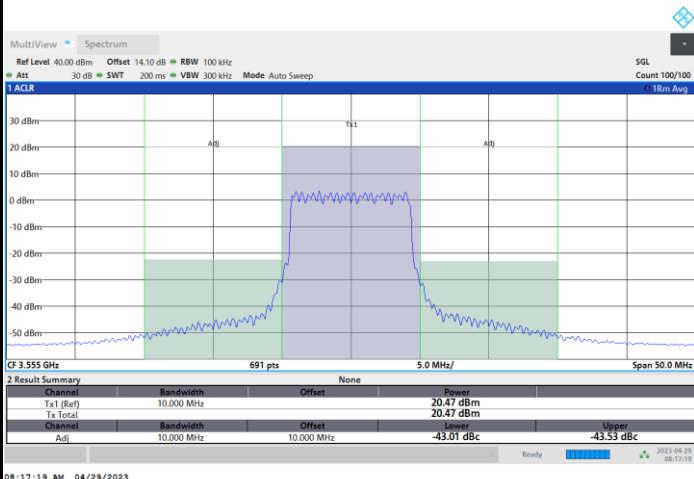 MultiView Spectrum
Ref Level 40.00 dBm Offset 14.10 dB RBW 100 kHz SGL
Att 30 dB SWT 200 ms VBW 300 kHz Mode Auto Sweep Count 100/100
1 ACLR 1Rm Avg
30 dBm
Tx1
20 dBm
Adj Adj
10 dBm
0 dBm
-10 dBm
-20 dBm
-30 dBm
-40 dBm
-50 dBm
CF 3.555 GHz 691 pts 5.0 MHz/ Span 50.0 MHz
2 Result Summary None
Channel Bandwidth Offset Power
Tx1 (Ref) 10.000 MHz 20.47 dBm
Tx Total 20.47 dBm
Channel Bandwidth Offset Lower Upper
Adj 10.000 MHz 10.000 MHz -43.01 dBc -43.53 dBc
Ready 2023-04-29
08:17:19
08:17:19 AM 04/29/2023